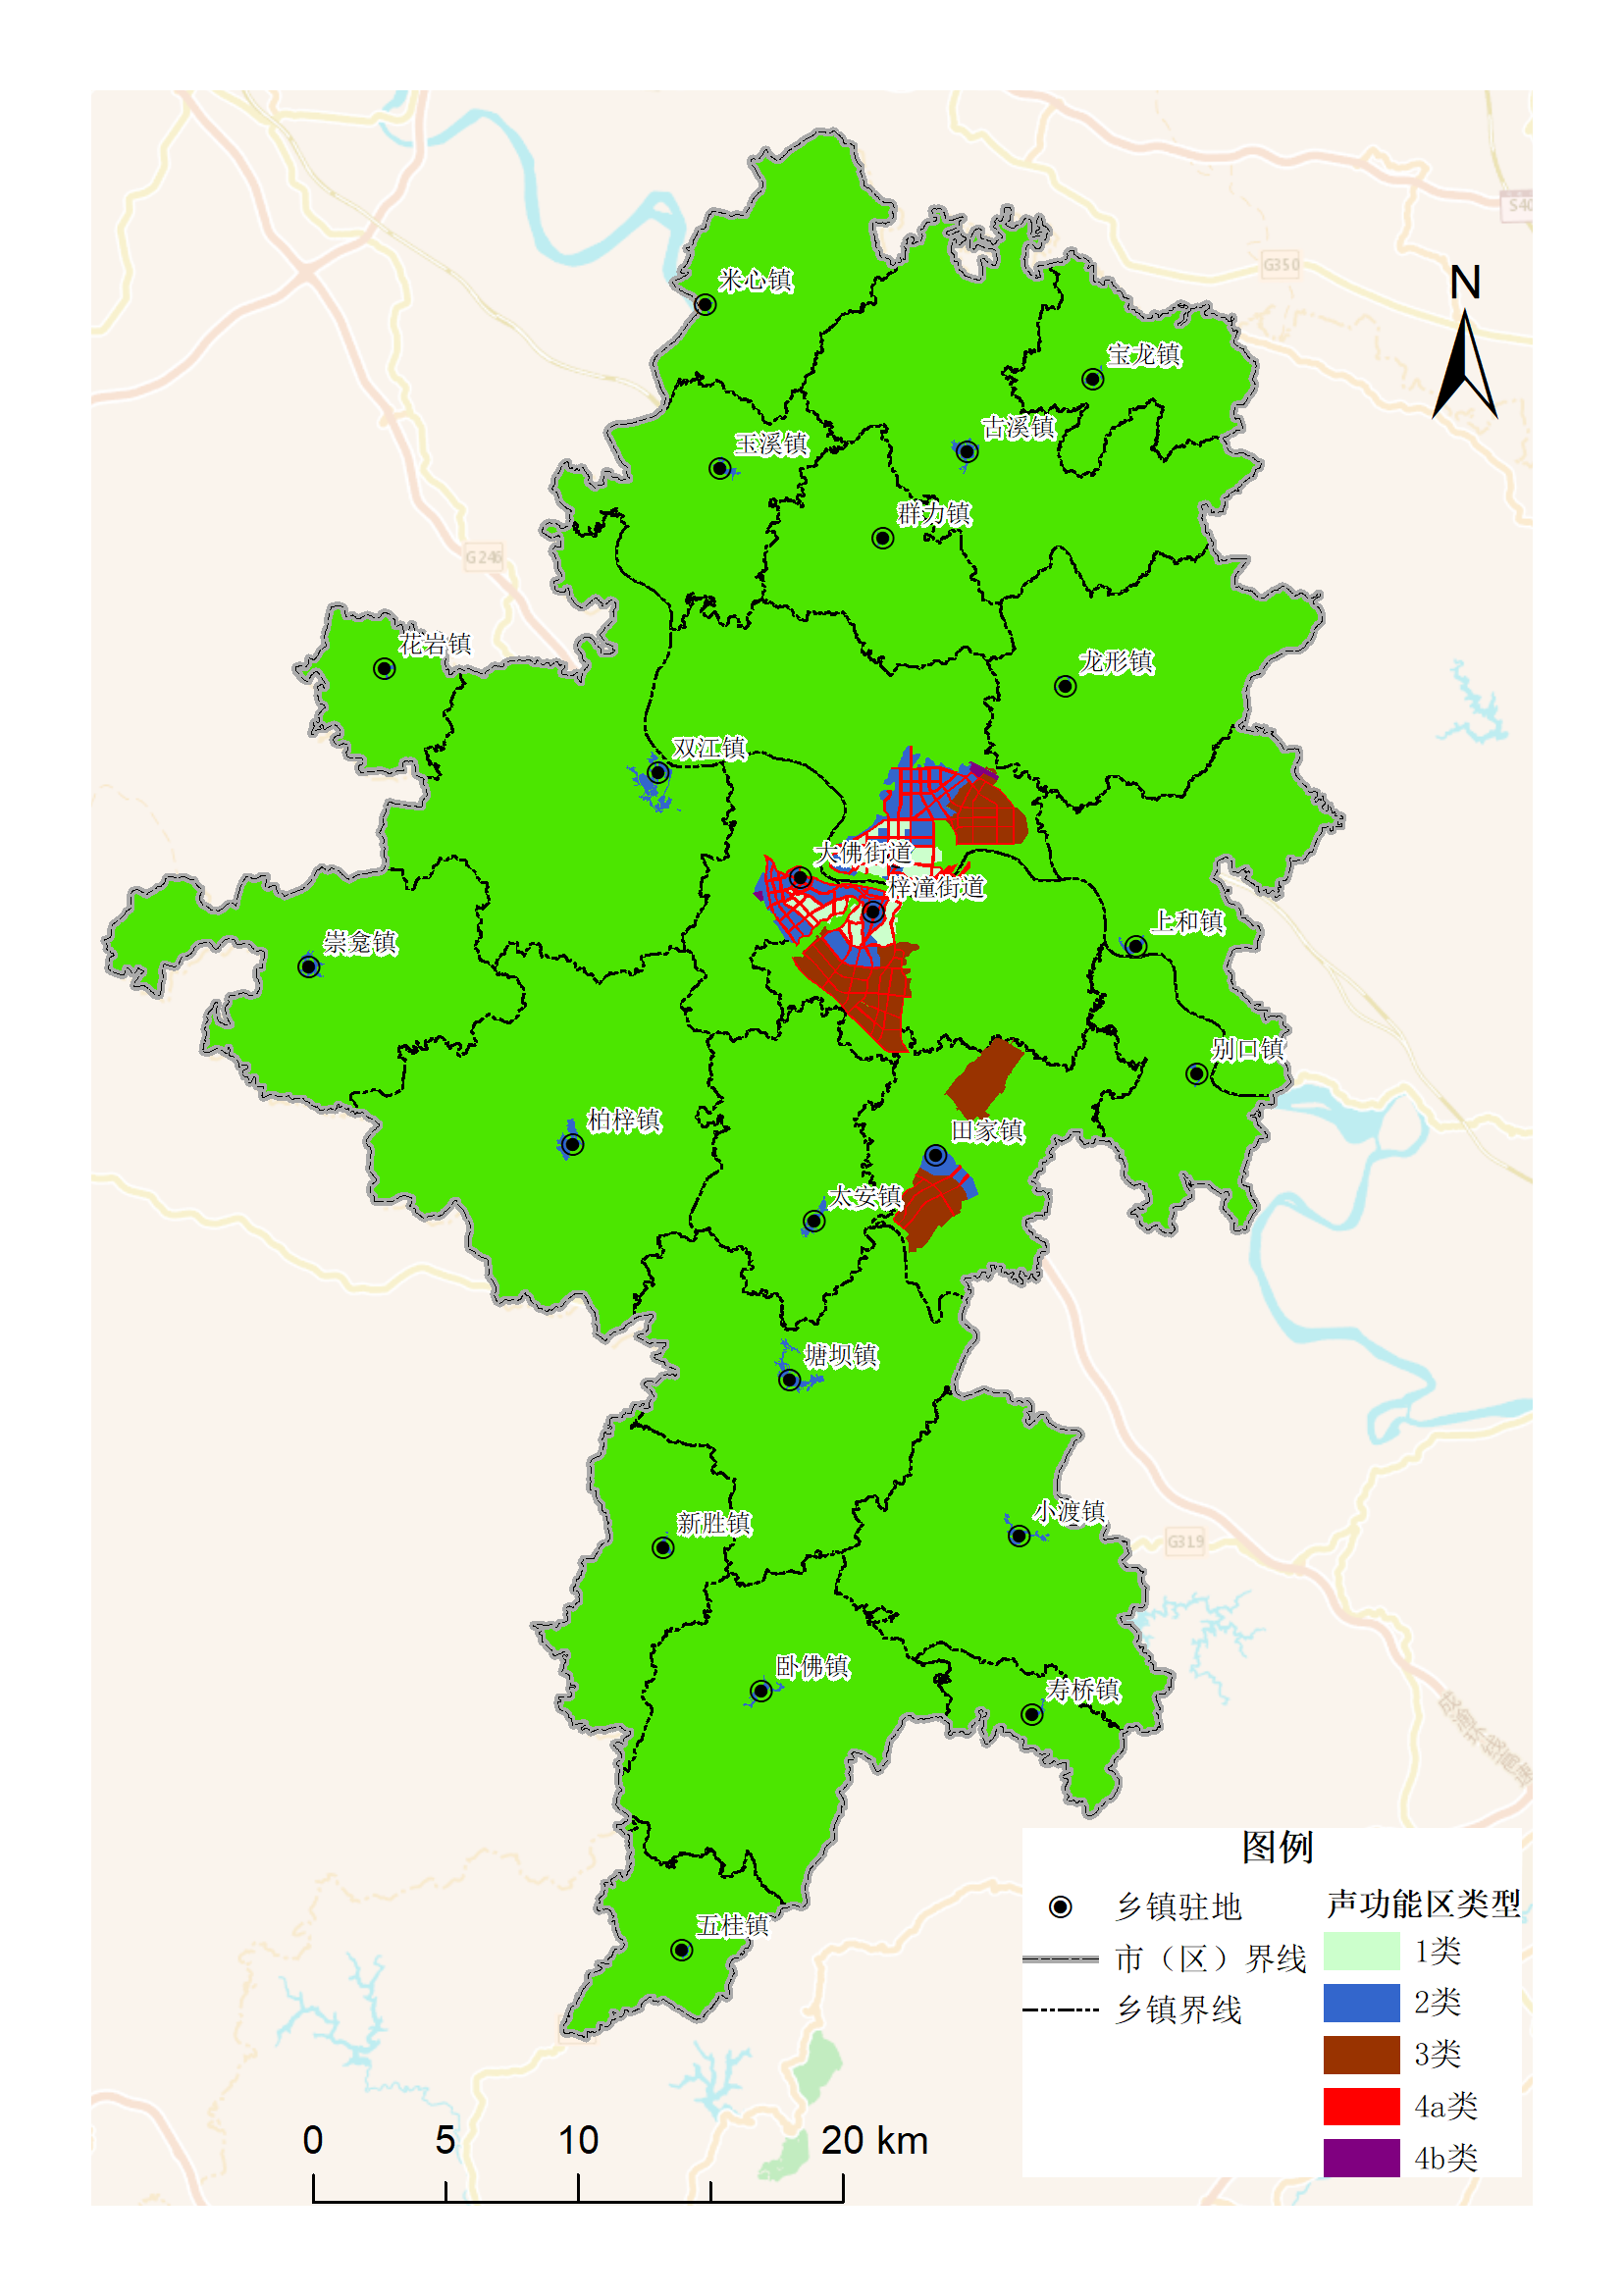 S40
G350
N
米心镇
宝龙镇
古溪镇
玉溪镇
群力镇
G246
花岩镇
龙形镇
双江镇
大佛街道
梓潼街道
上和镇
崇龛镇
别口镇
柏梓镇
田家镇
太安镇
塘坝镇
小渡镇
新胜镇
G319
卧佛镇
寿桥镇
五桂镇
图例
乡镇驻地
市（区）界线
乡镇界线
声功能区类型
1类
2类
3类
4a类
4b类
0 5 10 20 km